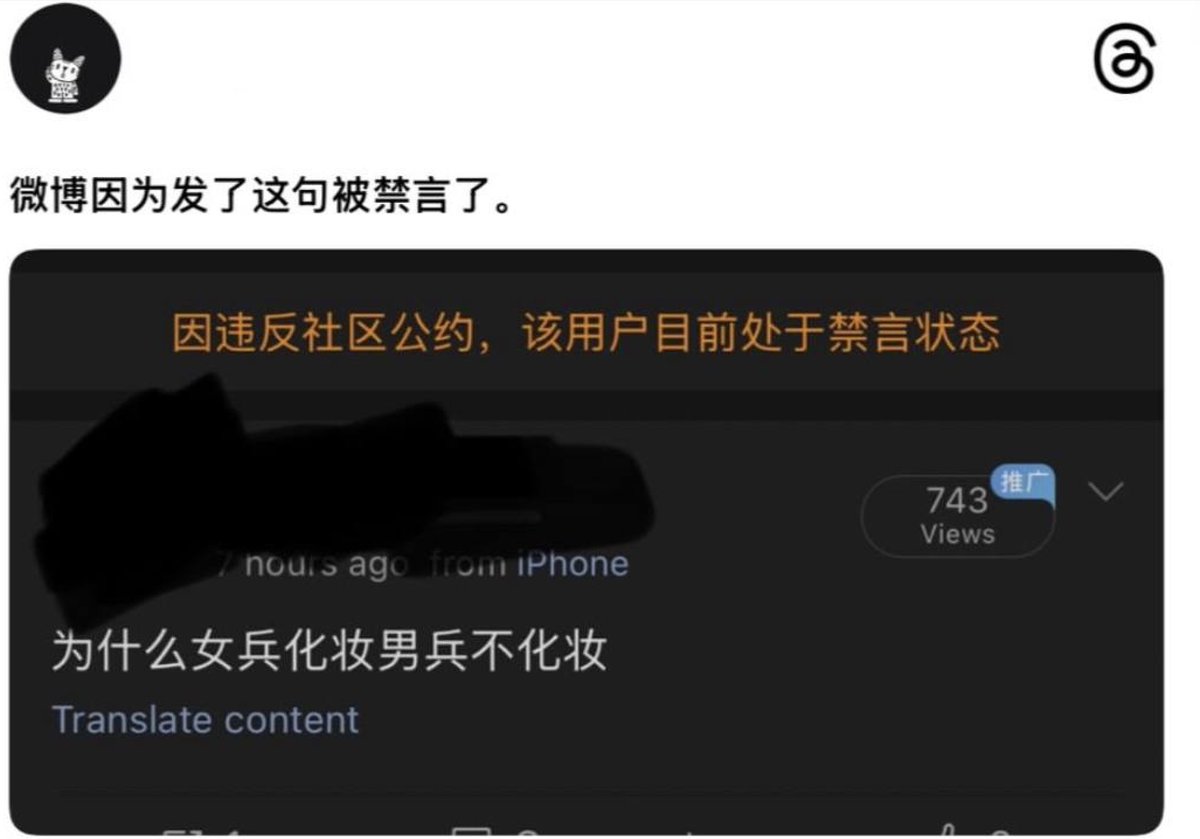 微博因为发了这句被禁言了。
因违反社区公约，该用户目前处于禁言状态
推广
743
Views
7 hours ago from iPhone
为什么女兵化妆男兵不化妆
Translate content